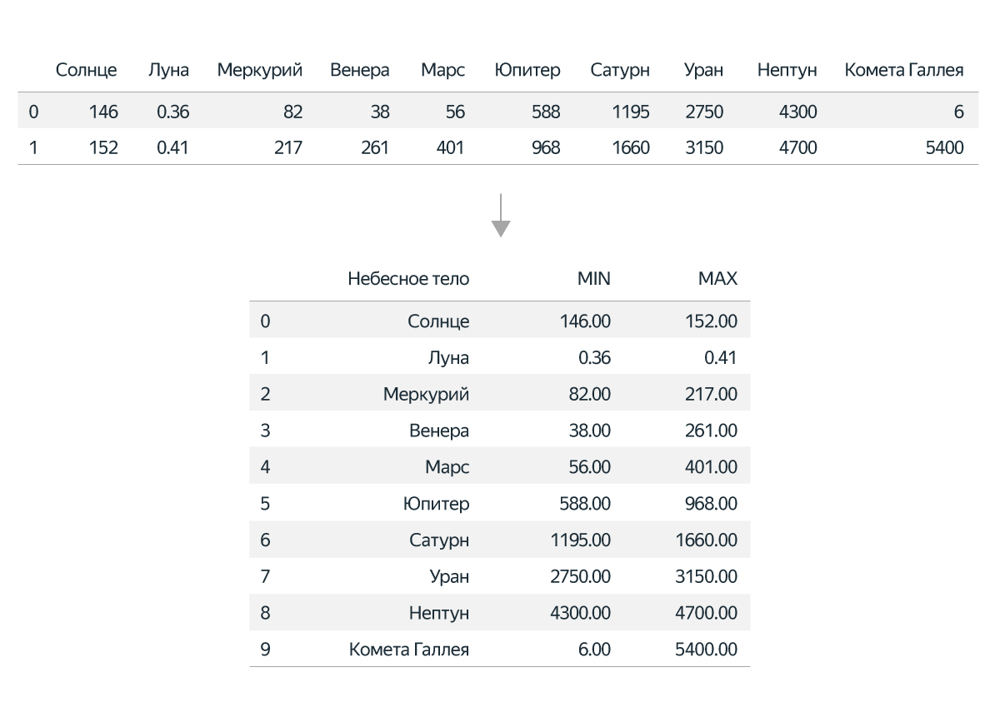 Солнце Луна Меркурий Венера Марс Юпитер Сатурн Уран Нептун Комета Галлея
0 146 0.36 82 38 56 588 1195 2750 4300 6
1 152 0.41 217 261 401 968 1660 3150 4700 5400
Небесное тело MIN MAX
0 Солнце 146.00 152.00
1 Луна 0.36 0.41
2 Меркурий 82.00 217.00
3 Венера 38.00 261.00
4 Марс 56.00 401.00
5 Юпитер 588.00 968.00
6 Сатурн 1195.00 1660.00
7 Уран 2750.00 3150.00
8 Нептун 4300.00 4700.00
9 Комета Галлея 6.00 5400.00